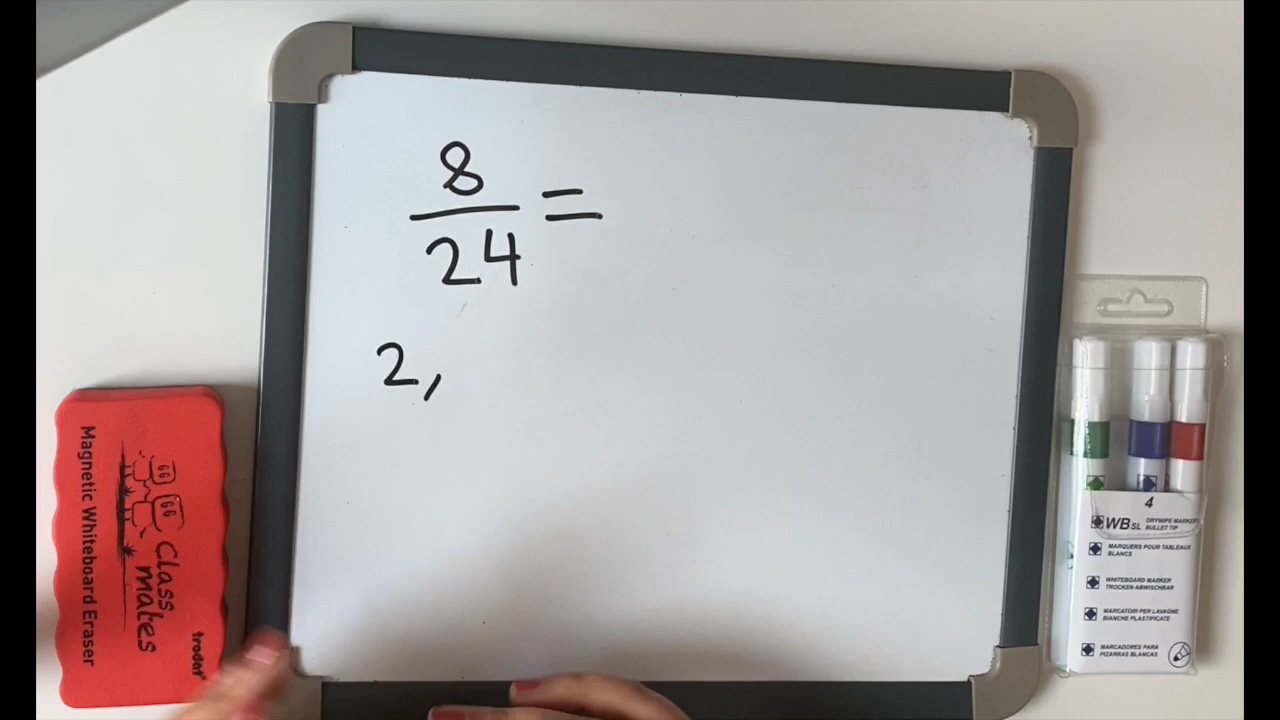 8
24 =
2,
Magnetic Whiteboard Eraser
Class
mates
trodat
4
WB SL DRYWIPE MARKER
BULLET TIP
MARQUERS POUR TABLEAUX
BLANCS
WHITEBOARD MARKER
TROCKEN ABWISCHBAR
MARCATORI PER LAVAGNE
BIANCHE PLASTIFICATE
MARCADORES PARA
PIZARRAS BLANCAS